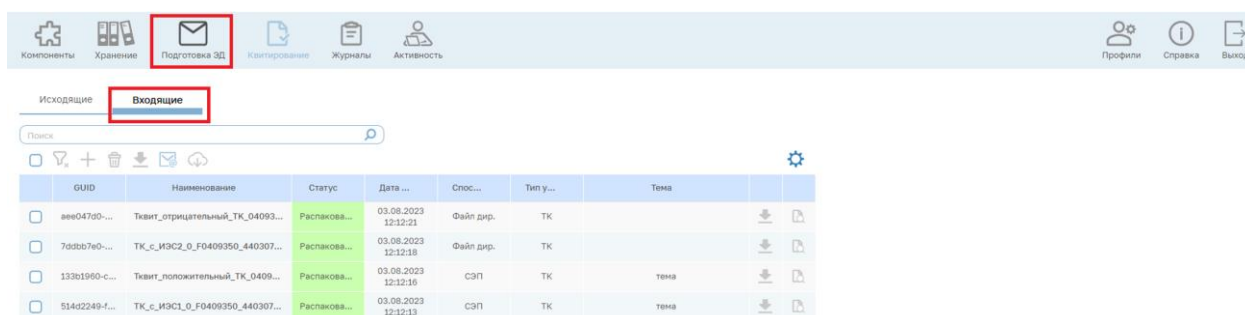 Компоненты Хранение Подготовка ЭД Квитирование Журналы Активность Профили Справка Выход
Исходящие Входящие
Поиск
GUID Наименование Статус Дата ... Спос... Тип у... Тема
aee047d0-... Тквит_отрицательный_ТК_04093... Распакова... 03.08.2023 Файл дир. ТК
12:12:21
7ddbb7e0-... ТК_с_ИЭС2_0_F0409350_440307... Распакова... 03.08.2023 Файл дир. ТК
12:12:18
133b1960-c... Тквит_положительный_ТК_0409... Распакова... 03.08.2023 СЭП ТК тема
12:12:16
514d2249-f... ТК_с_ИЭС1_0_F0409350_440307... Распакова... 03.08.2023 СЭП ТК тема
12:12:13